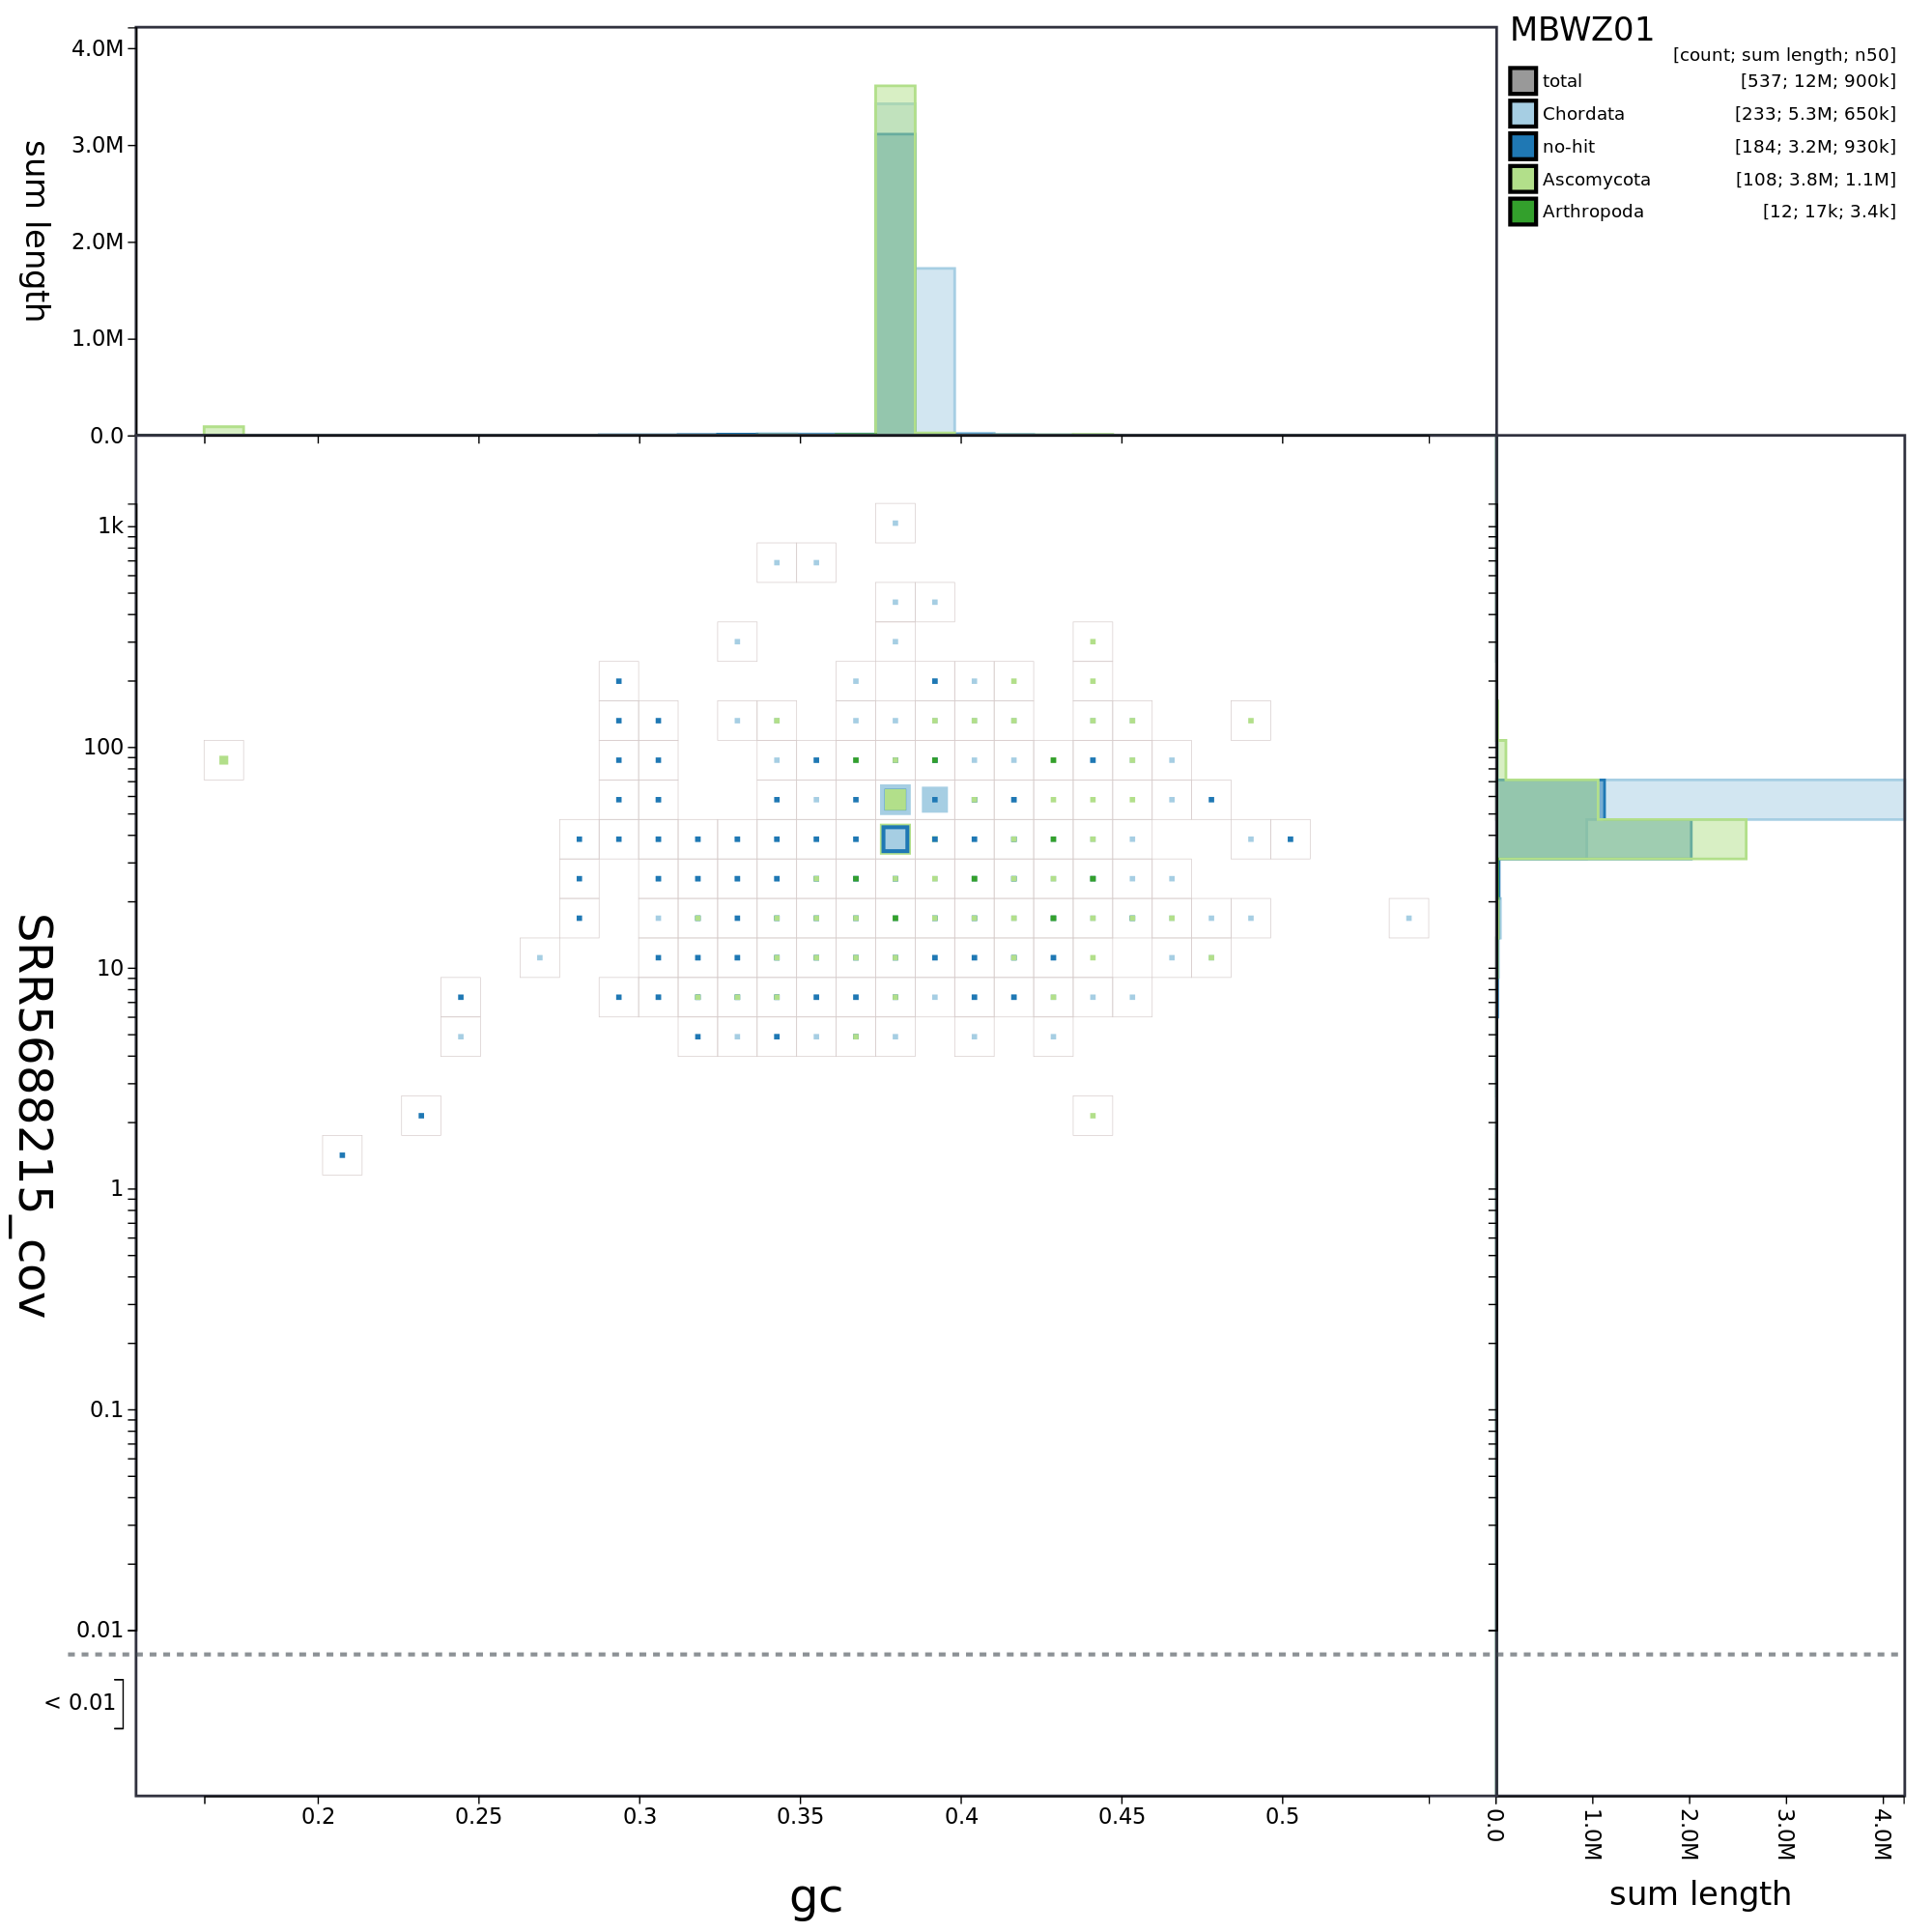 MBWZ01
[count; sum length; n50]
total [537; 12M; 900k]
Chordata [233; 5.3M; 650k]
no-hit [184; 3.2M; 930k]
Ascomycota [108; 3.8M; 1.1M]
Arthropoda [12; 17k; 3.4k]
sum length
4.0M
3.0M
2.0M
1.0M
0.0
SRR5688215_cov
1k
100
10
1
0.1
0.01
< 0.01
0.2 0.25 0.3 0.35 0.4 0.45 0.5
gc
0.0 1.0M 2.0M 3.0M 4.0M
sum length